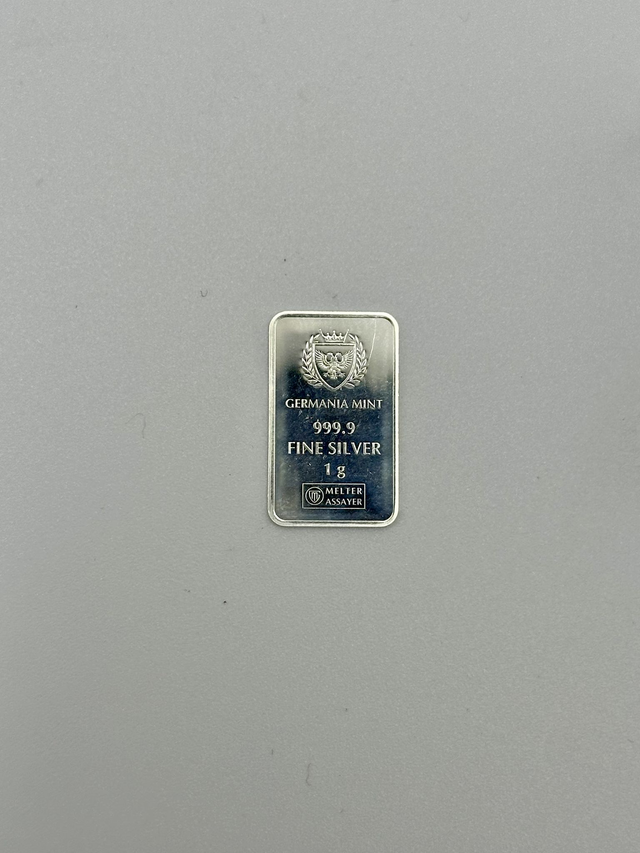 GERMANIA MINT
999.9
FINE SILVER
1 g
MELTER
ASSAYER